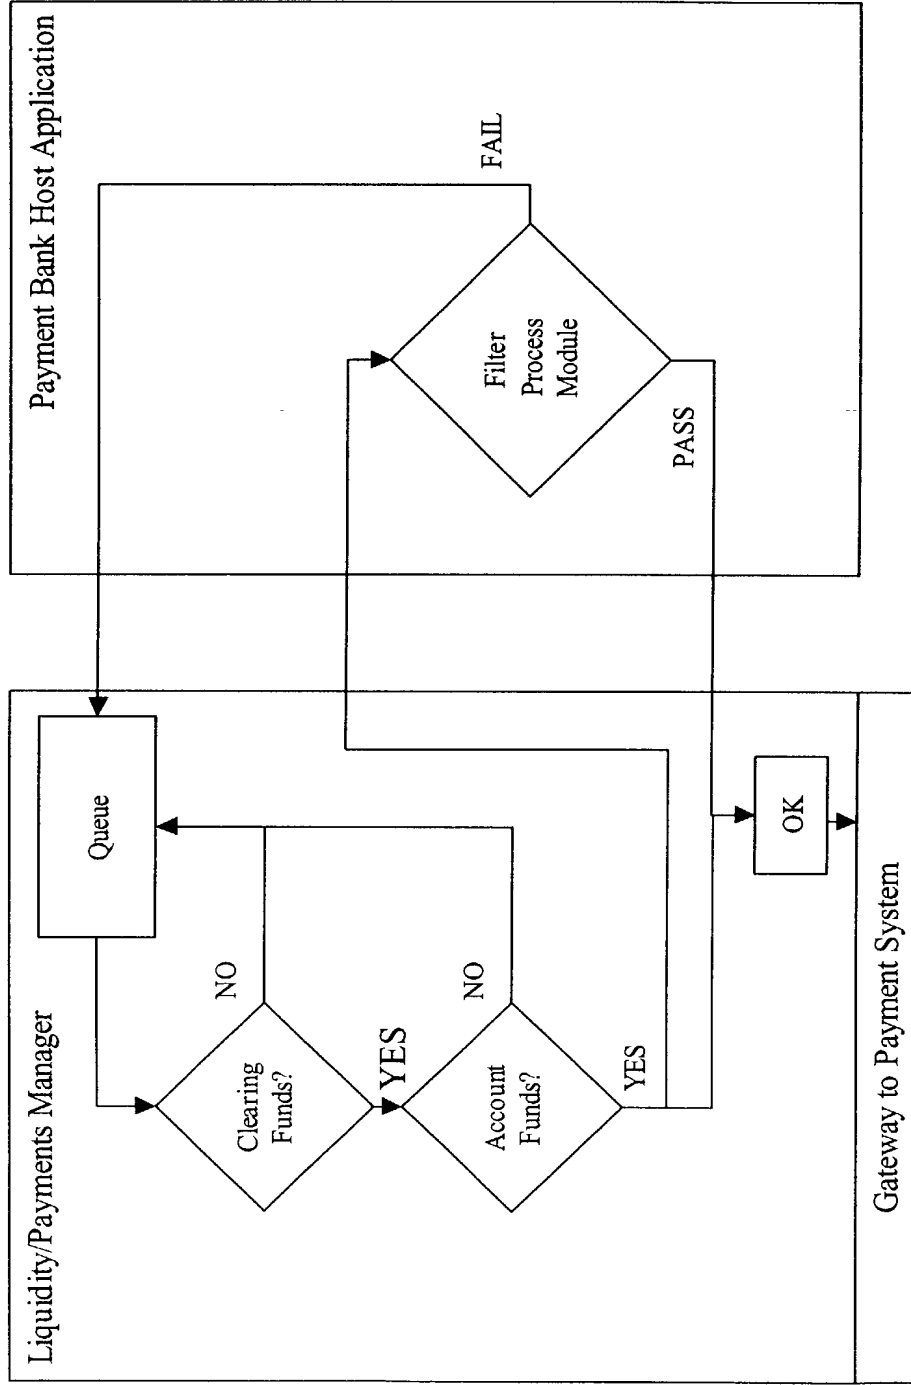 Liquidity/Payments Manager
Payment Bank Host Application
Queue
NO
Clearing
Funds?
YES
NO
Account
Funds?
YES
FAIL
Filter
Process
Module
PASS
OK
Gateway to Payment System